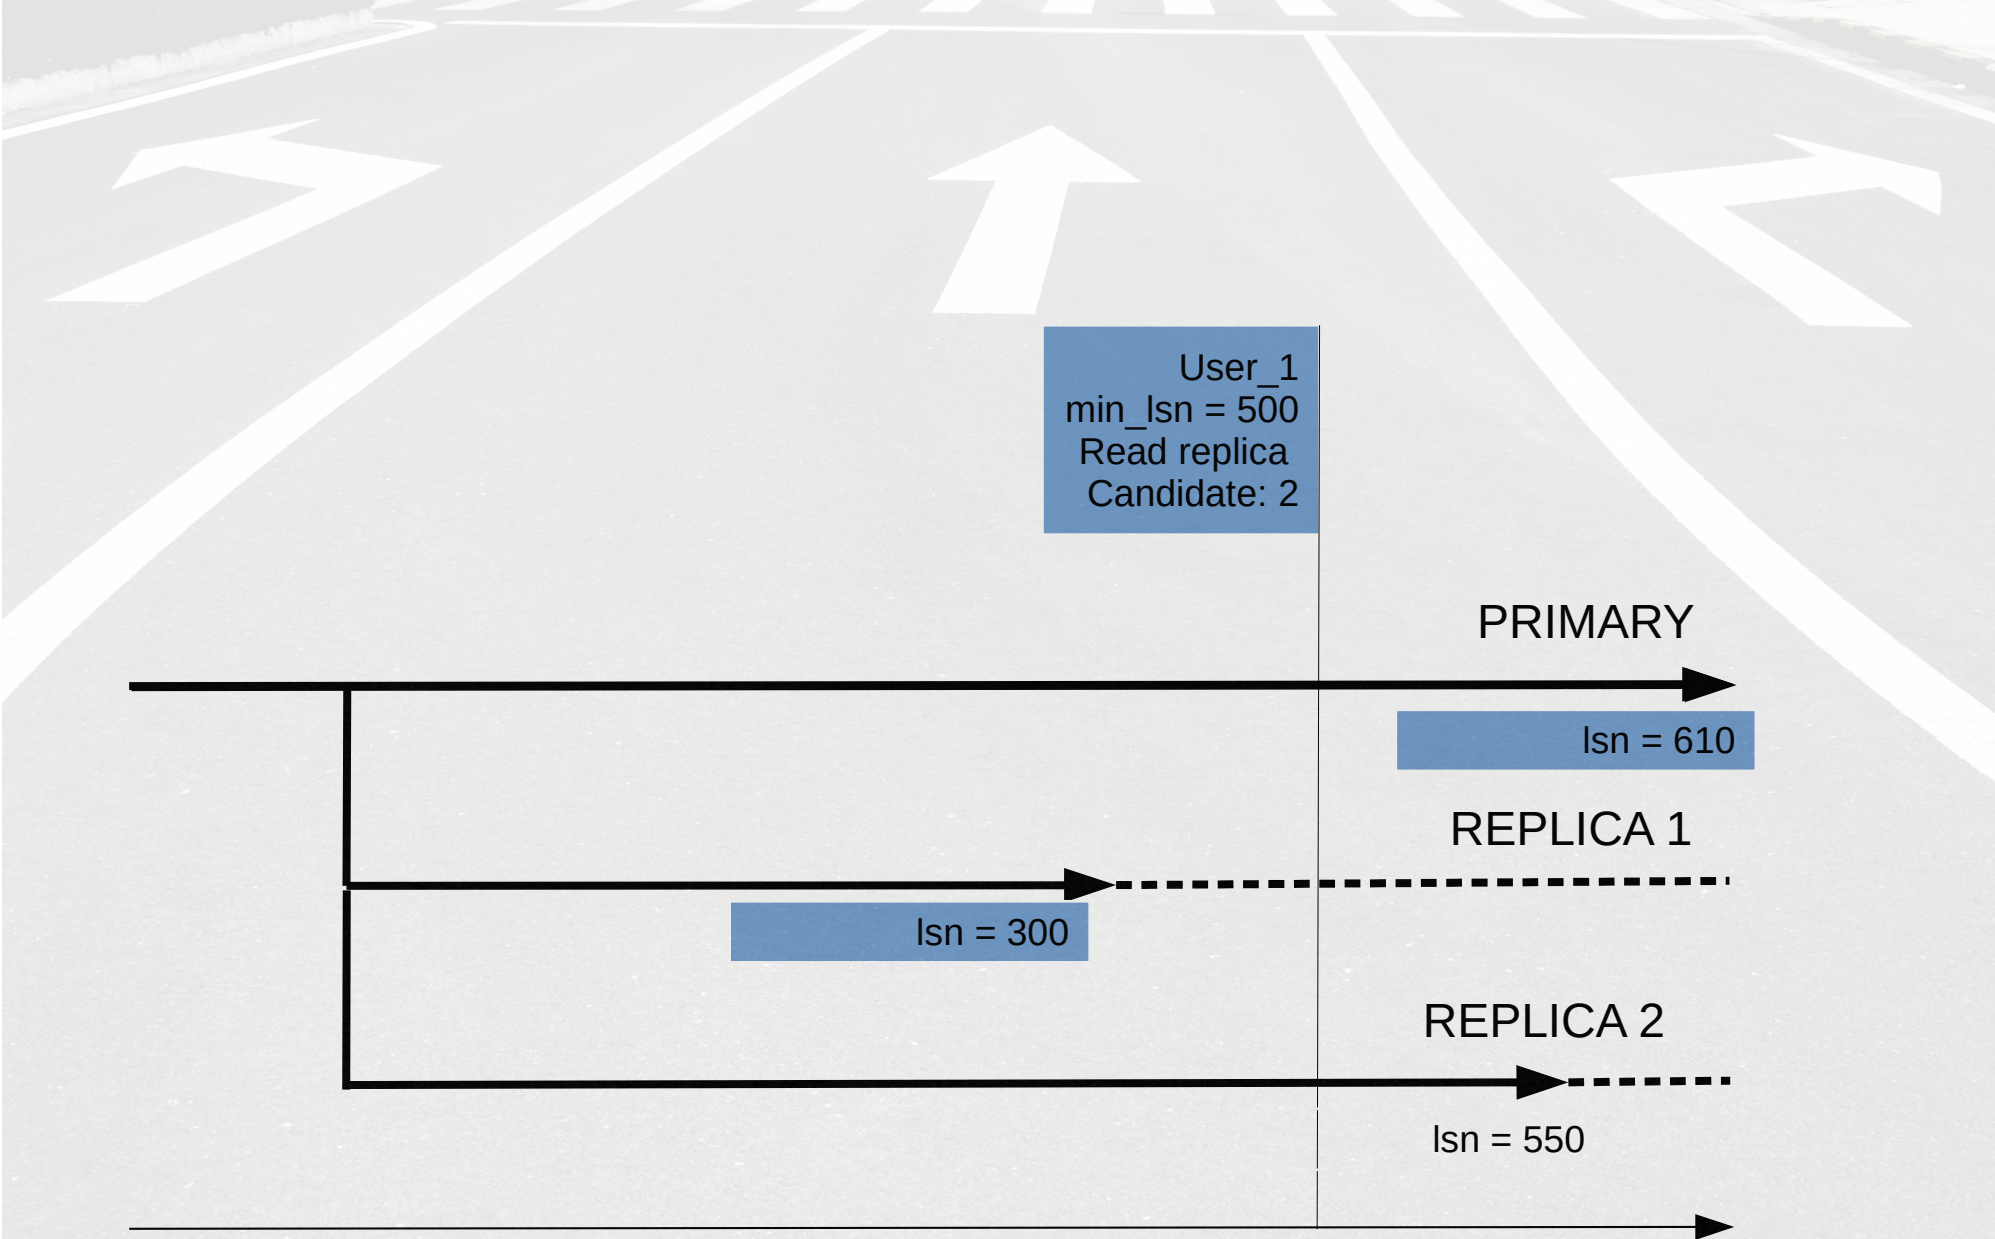 User_1
min_lsn = 500
Read replica
Candidate: 2
PRIMARY
lsn = 610
REPLICA 1
lsn = 300
REPLICA 2
lsn = 550